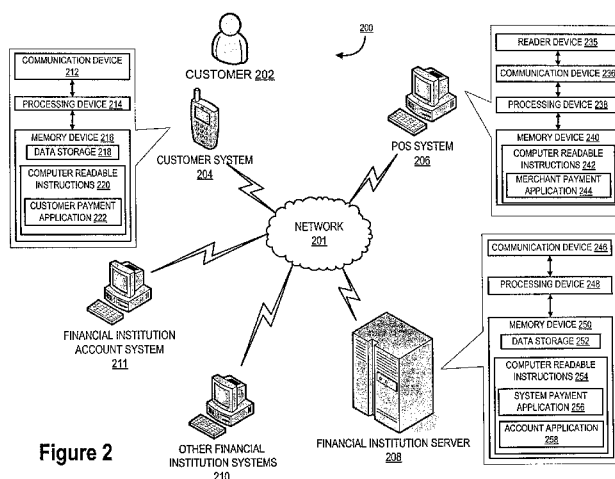 200
COMMUNICATION DEVICE
212
PROCESSING DEVICE 214
MEMORY DEVICE 216
DATA STORAGE 218
COMPUTER READABLE
INSTRUCTIONS 220
CUSTOMER PAYMENT
APPLICATION 222
CUSTOMER 202
CUSTOMER SYSTEM
204
POS SYSTEM
206
READER DEVICE 235
COMMUNICATION DEVICE 236
PROCESSING DEVICE 238
MEMORY DEVICE 240
COMPUTER READABLE
INSTRUCTIONS 242
MERCHANT PAYMENT
APPLICATION 244
NETWORK
201
FINANCIAL INSTITUTION
ACCOUNT SYSTEM
211
OTHER FINANCIAL
INSTITUTION SYSTEMS
210
FINANCIAL INSTITUTION SERVER
208
COMMUNICATION DEVICE 246
PROCESSING DEVICE 248
MEMORY DEVICE 250
DATA STORAGE 252
COMPUTER READABLE
INSTRUCTIONS 254
SYSTEM PAYMENT
APPLICATION 256
ACCOUNT APPLICATION
258
Figure 2